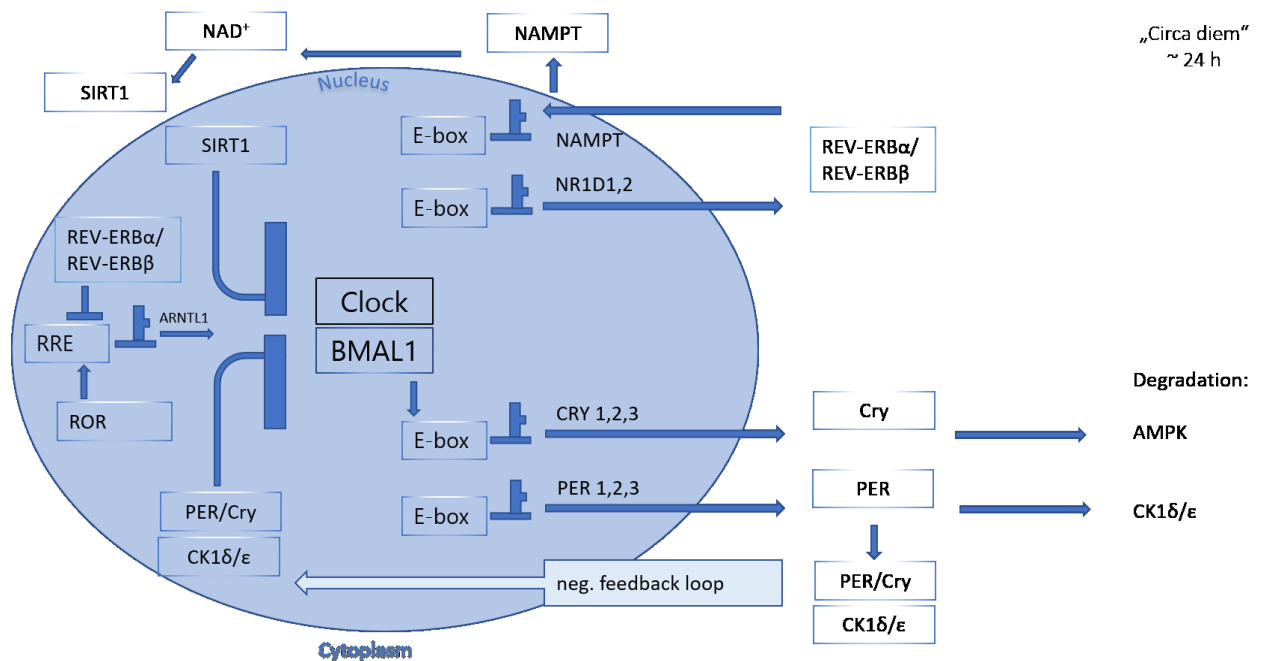 NAD⁺
NAMPT
„Circa diem“
~ 24 h
SIRT1
Nucleus
SIRT1
E-box
NAMPT
REV-ERBα/
REV-ERBβ
E-box
NR1D1,2
REV-ERBα/
REV-ERBβ
Clock
ARNTL1
RRE
BMAL1
ROR
E-box
CRY 1,2,3
Cry
Degradation:
AMPK
PER/Cry
CK1δ/ε
E-box
PER 1,2,3
PER
CK1δ/ε
neg. feedback loop
PER/Cry
CK1δ/ε
Cytoplasm